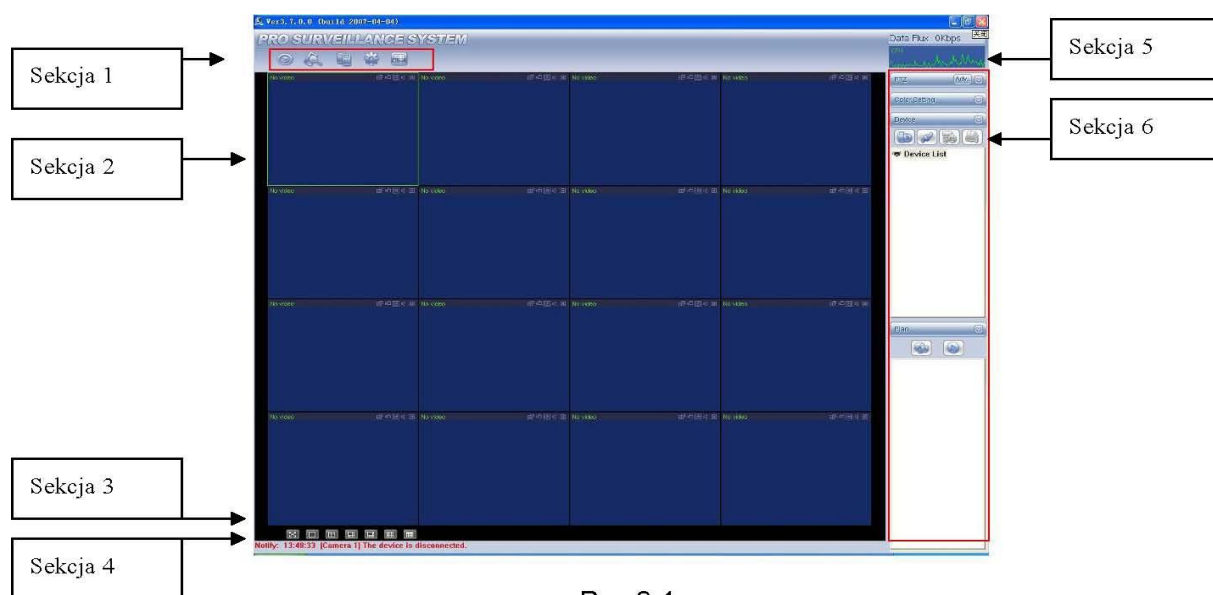 Ver3.7.0.0 (build 2007-04-04)
PRO SURVEILLANCE SYSTEM
Data Flux 0Kbps
CPU
Sekcja 1
Sekcja 2
Sekcja 3
Sekcja 4
Sekcja 5
Sekcja 6
No video No video No video No video
No video No video No video No video
No video No video No video No video
No video No video No video No video
PTZ Adv.
Color Setting
Device
Device List
Plan
Notify: 13:48:33 [Camera 1] The device is disconnected.